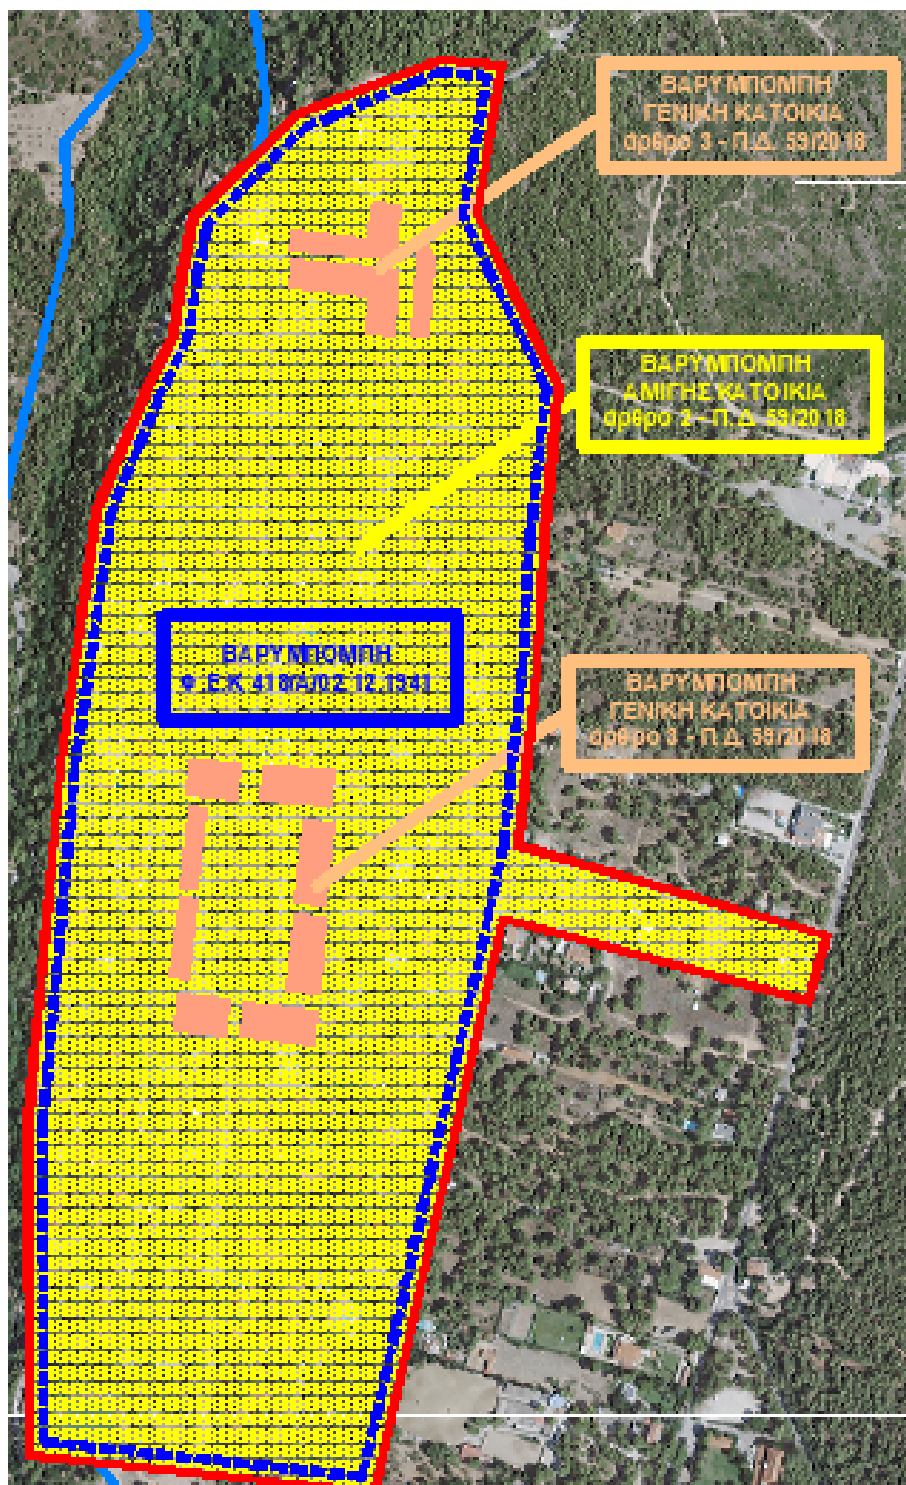 ΒΑΡΥΜΠΟΜΠΗ
ΓΕΝΙΚΗ ΚΑΤΟΙΚΙΑ
άρθρο 3 - Π.Δ. 59/2018
ΒΑΡΥΜΠΟΜΠΗ
ΑΜΙΓΗΣ ΚΑΤΟΙΚΙΑ
άρθρο 2 - Π.Δ. 59/2018
ΒΑΡΥΜΠΟΜΠΗ
Φ.Ε.Κ. 418/Α/02.12.1941
ΒΑΡΥΜΠΟΜΠΗ
ΓΕΝΙΚΗ ΚΑΤΟΙΚΙΑ
άρθρο 3 - Π.Δ. 59/2018